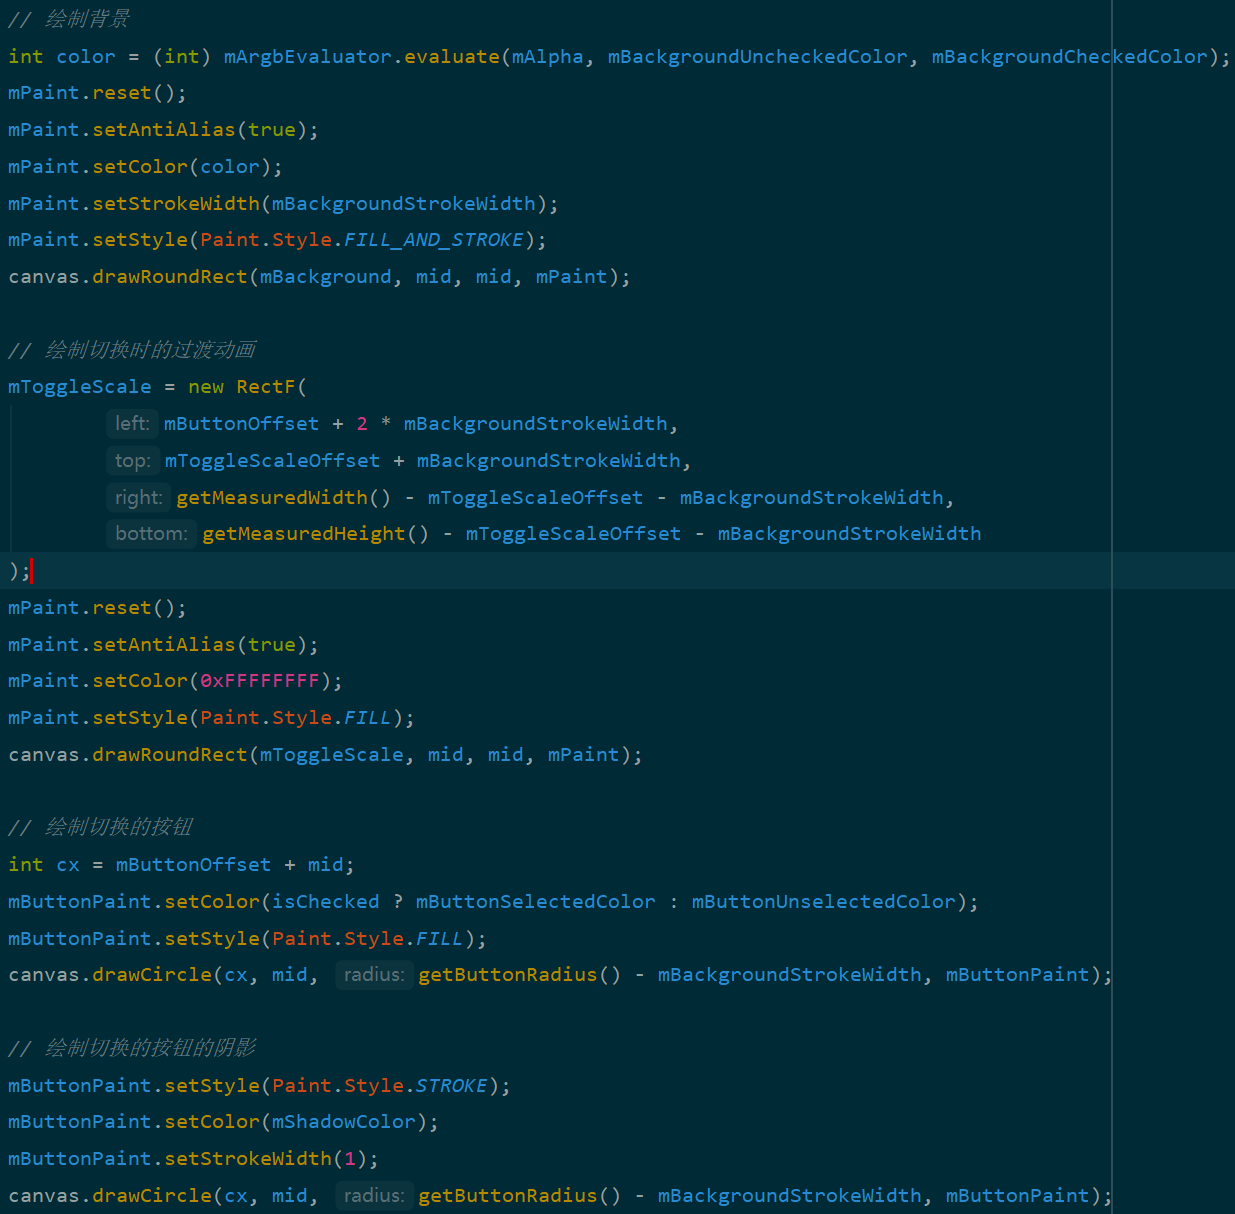 // 绘制背景
int color = (int) mArgbEvaluator.evaluate(mAlpha, mBackgroundUncheckedColor, mBackgroundCheckedColor);
mPaint.reset();
mPaint.setAntiAlias(true);
mPaint.setColor(color);
mPaint.setStrokeWidth(mBackgroundStrokeWidth);
mPaint.setStyle(Paint.Style.FILL_AND_STROKE);
canvas.drawRoundRect(mBackground, mid, mid, mPaint);
// 绘制切换时的过渡动画
mToggleScale = new RectF(
left: mButtonOffset + 2 * mBackgroundStrokeWidth,
top: mToggleScaleOffset + mBackgroundStrokeWidth,
right: getMeasuredWidth() - mToggleScaleOffset - mBackgroundStrokeWidth,
bottom: getMeasuredHeight() - mToggleScaleOffset - mBackgroundStrokeWidth
);
mPaint.reset();
mPaint.setAntiAlias(true);
mPaint.setColor(0xFFFFFFFF);
mPaint.setStyle(Paint.Style.FILL);
canvas.drawRoundRect(mToggleScale, mid, mid, mPaint);
// 绘制切换的按钮
int cx = mButtonOffset + mid;
mButtonPaint.setColor(isChecked ? mButtonSelectedColor : mButtonUnselectedColor);
mButtonPaint.setStyle(Paint.Style.FILL);
canvas.drawCircle(cx, mid, radius: getButtonRadius() - mBackgroundStrokeWidth, mButtonPaint);
// 绘制切换的按钮的阴影
mButtonPaint.setStyle(Paint.Style.STROKE);
mButtonPaint.setColor(mShadowColor);
mButtonPaint.setStrokeWidth(1);
canvas.drawCircle(cx, mid, radius: getButtonRadius() - mBackgroundStrokeWidth, mButtonPaint);